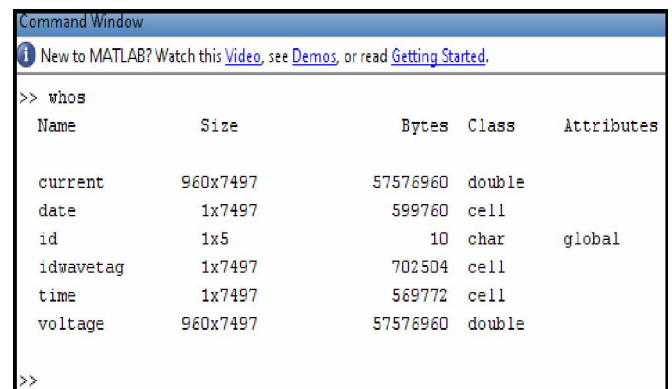 Command Window
New to MATLAB? Watch this Video, see Demos, or read Getting Started.
>> whos
Name Size Bytes Class Attributes
current 960x7497 57576960 double
date 1x7497 599760 cell
id 1x5 10 char global
idwavetag 1x7497 702504 cell
time 1x7497 569772 cell
voltage 960x7497 57576960 double
>>